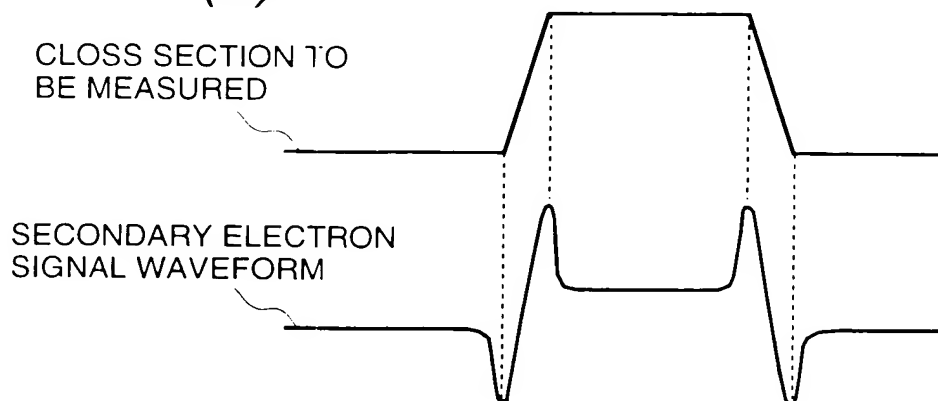 CLOSS SECTION TO
BE MEASURED
SECONDARY ELECTRON
SIGNAL WAVEFORM